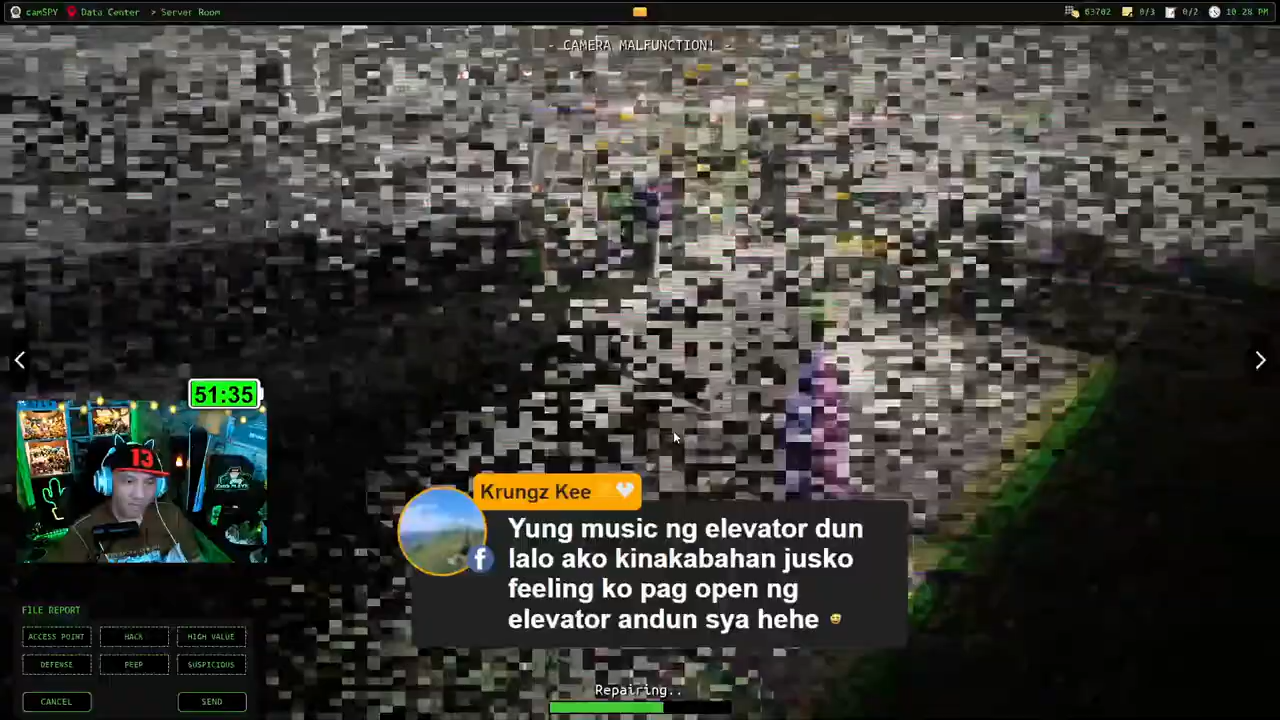 camSPY Data Center > Server Room
63702 0/3 0/2 10:28 PM
- CAMERA MALFUNCTION! -
51:35
13
Krungz Kee
Yung music ng elevator dun
lalo ako kinakabahan jusko
feeling ko pag open ng
elevator andun sya hehe
FILE REPORT
ACCESS POINT HACK HIGH VALUE
DEFENSE PEEP SUSPICIOUS
CANCEL SEND
Repairing..